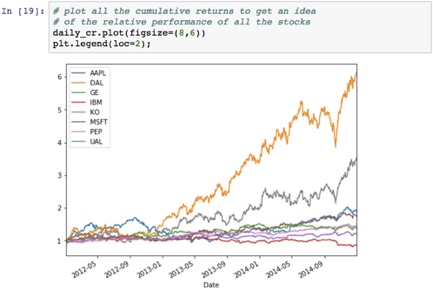 In [19]: # plot all the cumulative returns to get an idea
# of the relative performance of all the stocks
daily_cr.plot(figsize=(8,6))
plt.legend(loc=2);
6
5
4
3
2
1
AAPL
DAL
GE
IBM
KO
MSFT
PEP
UAL
2012-05
2012-09
2013-01
2013-05
2013-09
2014-01
2014-05
2014-09
Date